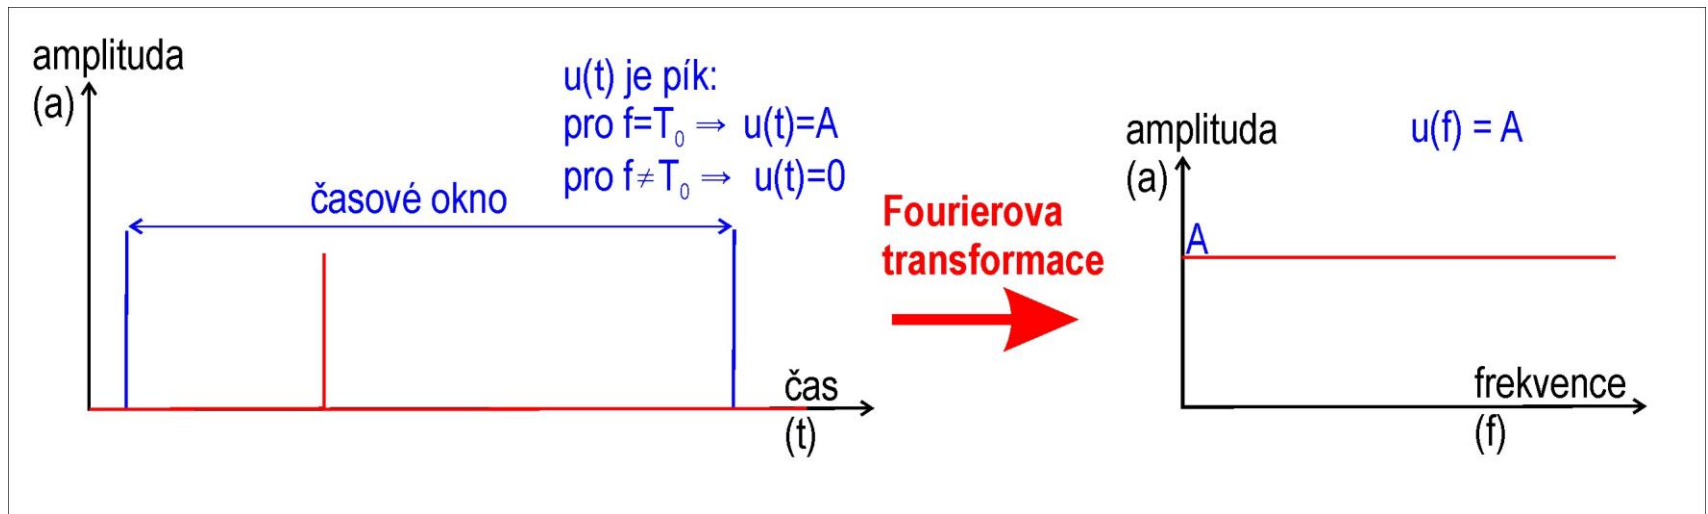 amplituda
(a)
u(t) je pík:
pro f=T₀ ⇒ u(t)=A
pro f≠T₀ ⇒ u(t)=0
časové okno
čas
(t)
Fourierova
transformace
amplituda
(a)
u(f) = A
A
frekvence
(f)